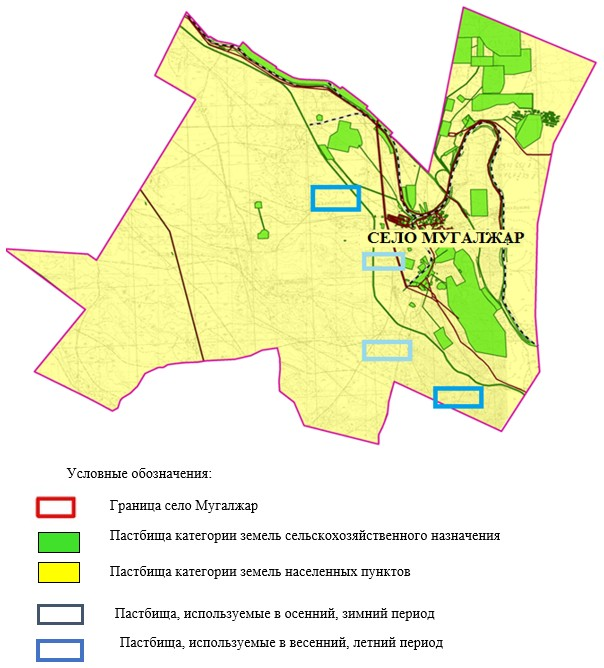 СЕЛО МУГАЛЖАР
Условные обозначения:
Граница село Мугалжар
Пастбища категории земель сельскохозяйственного назначения
Пастбища категории земель населенных пунктов
Пастбища, используемые в осенний, зимний период
Пастбища, используемые в весенний, летний период